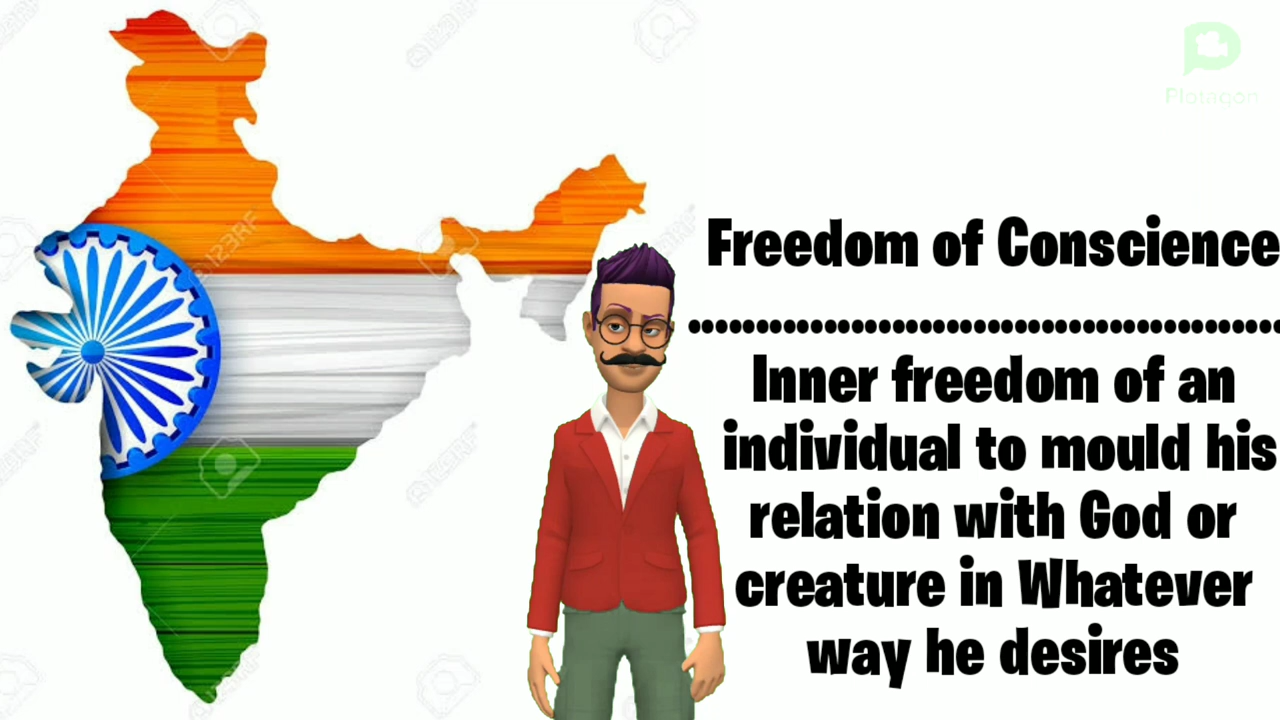 Plotagon
Freedom of Conscience
..........................................
Inner freedom of an
individual to mould his
relation with God or
creature in Whatever
way he desires
123RF